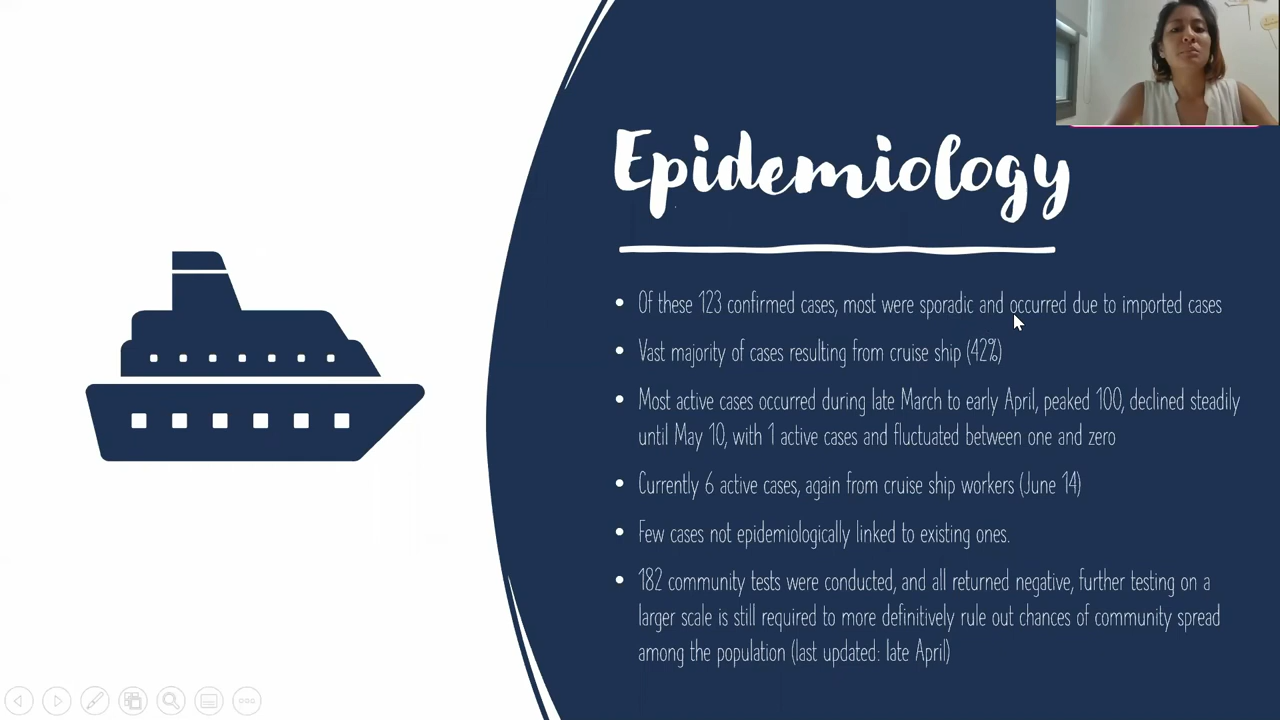 Epidemiology
• Of these 123 confirmed cases, most were sporadic and occurred due to imported cases
• Vast majority of cases resulting from cruise ship (42%)
• Most active cases occurred during late March to early April, peaked 100, declined steadily
until May 10, with 1 active cases and fluctuated between one and zero
• Currently 6 active cases, again from cruise ship workers (June 14)
• Few cases not epidemiologically linked to existing ones.
• 182 community tests were conducted, and all returned negative, further testing on a
larger scale is still required to more definitively rule out chances of community spread
among the population (last updated: late April)